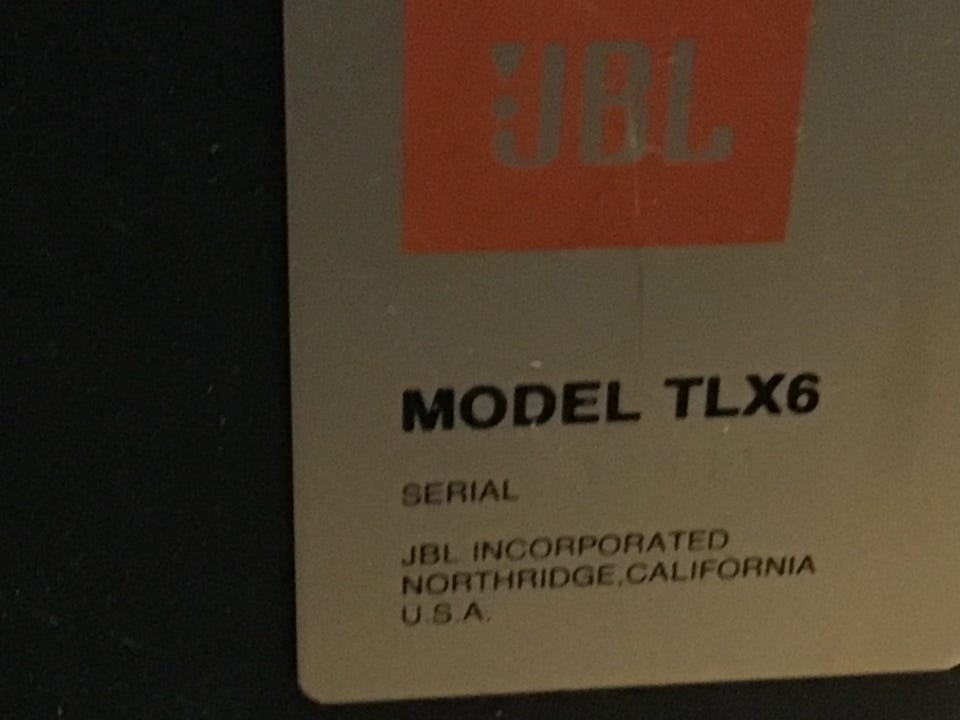 JBL
MODEL TLX6
SERIAL
JBL INCORPORATED
NORTHRIDGE,CALIFORNIA
U.S.A.